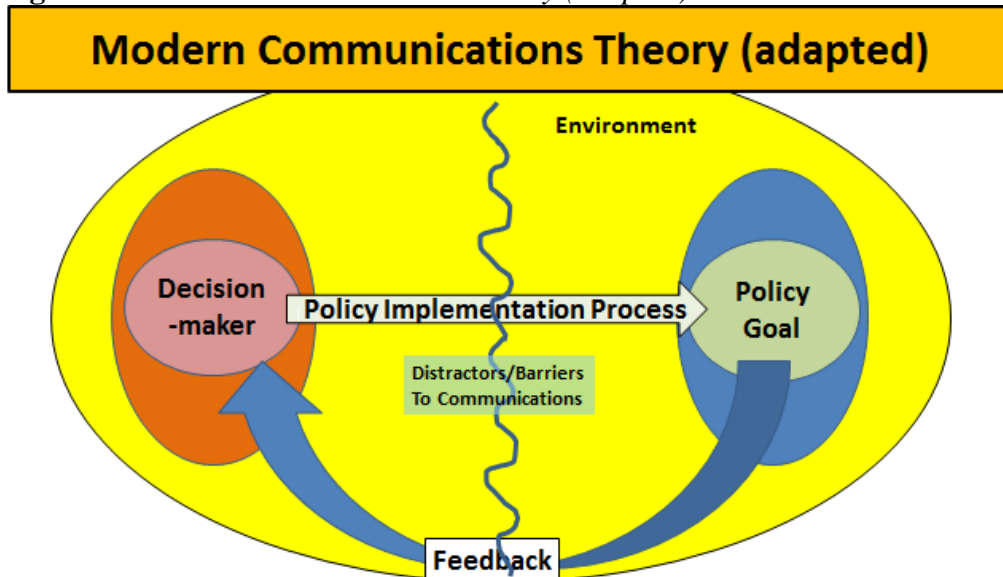 Modern Communications Theory (adapted)
Environment
Decision
-maker
Policy Implementation Process
Policy
Goal
Distractors/Barriers
To Communications
Feedback